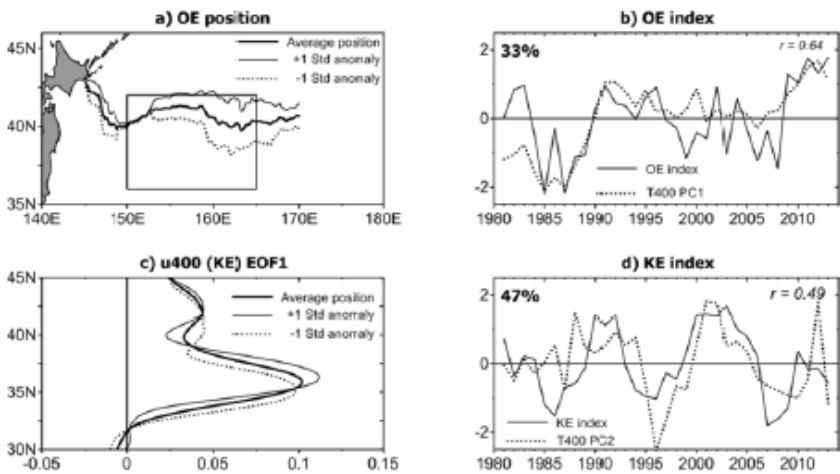 a) OE position
45N
40N
35N
140E 150E 160E 170E 180E
Average position
+1 Std anomaly
-1 Std anomaly
b) OE index
33%
r = 0.64
2
0
-2
OE index
T400 PC1
1980 1985 1990 1995 2000 2005 2010
c) u400 (KE) EOF1
45N
40N
35N
30N
-0.05 0 0.05 0.1 0.15
Average position
+1 Std anomaly
-1 Std anomaly
d) KE index
47%
r = 0.49
2
0
-2
KE index
T400 PC2
1980 1985 1990 1995 2000 2005 2010